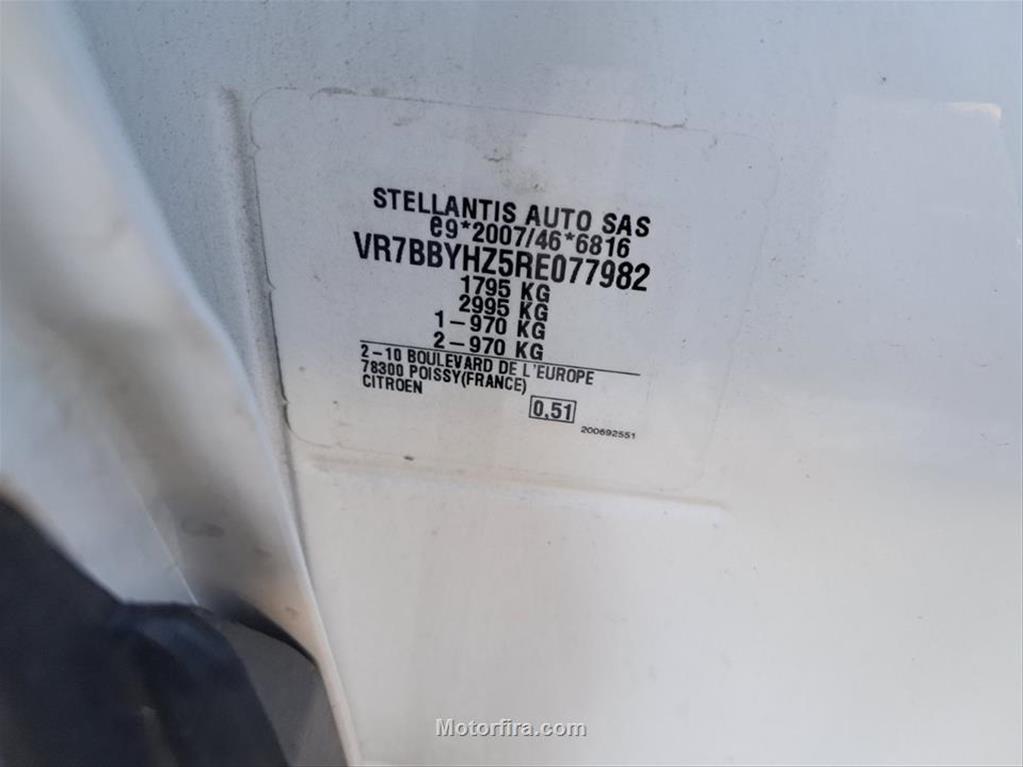 STELLANTIS AUTO SAS
e9*2007/46*6816
VR7BBYHZ5RE077982
1795 KG
2995 KG
1-970 KG
2-970 KG
2-10 BOULEVARD DE L'EUROPE
78300 POISSY(FRANCE)
CITROEN
0,51
200692551
Motorfira.com